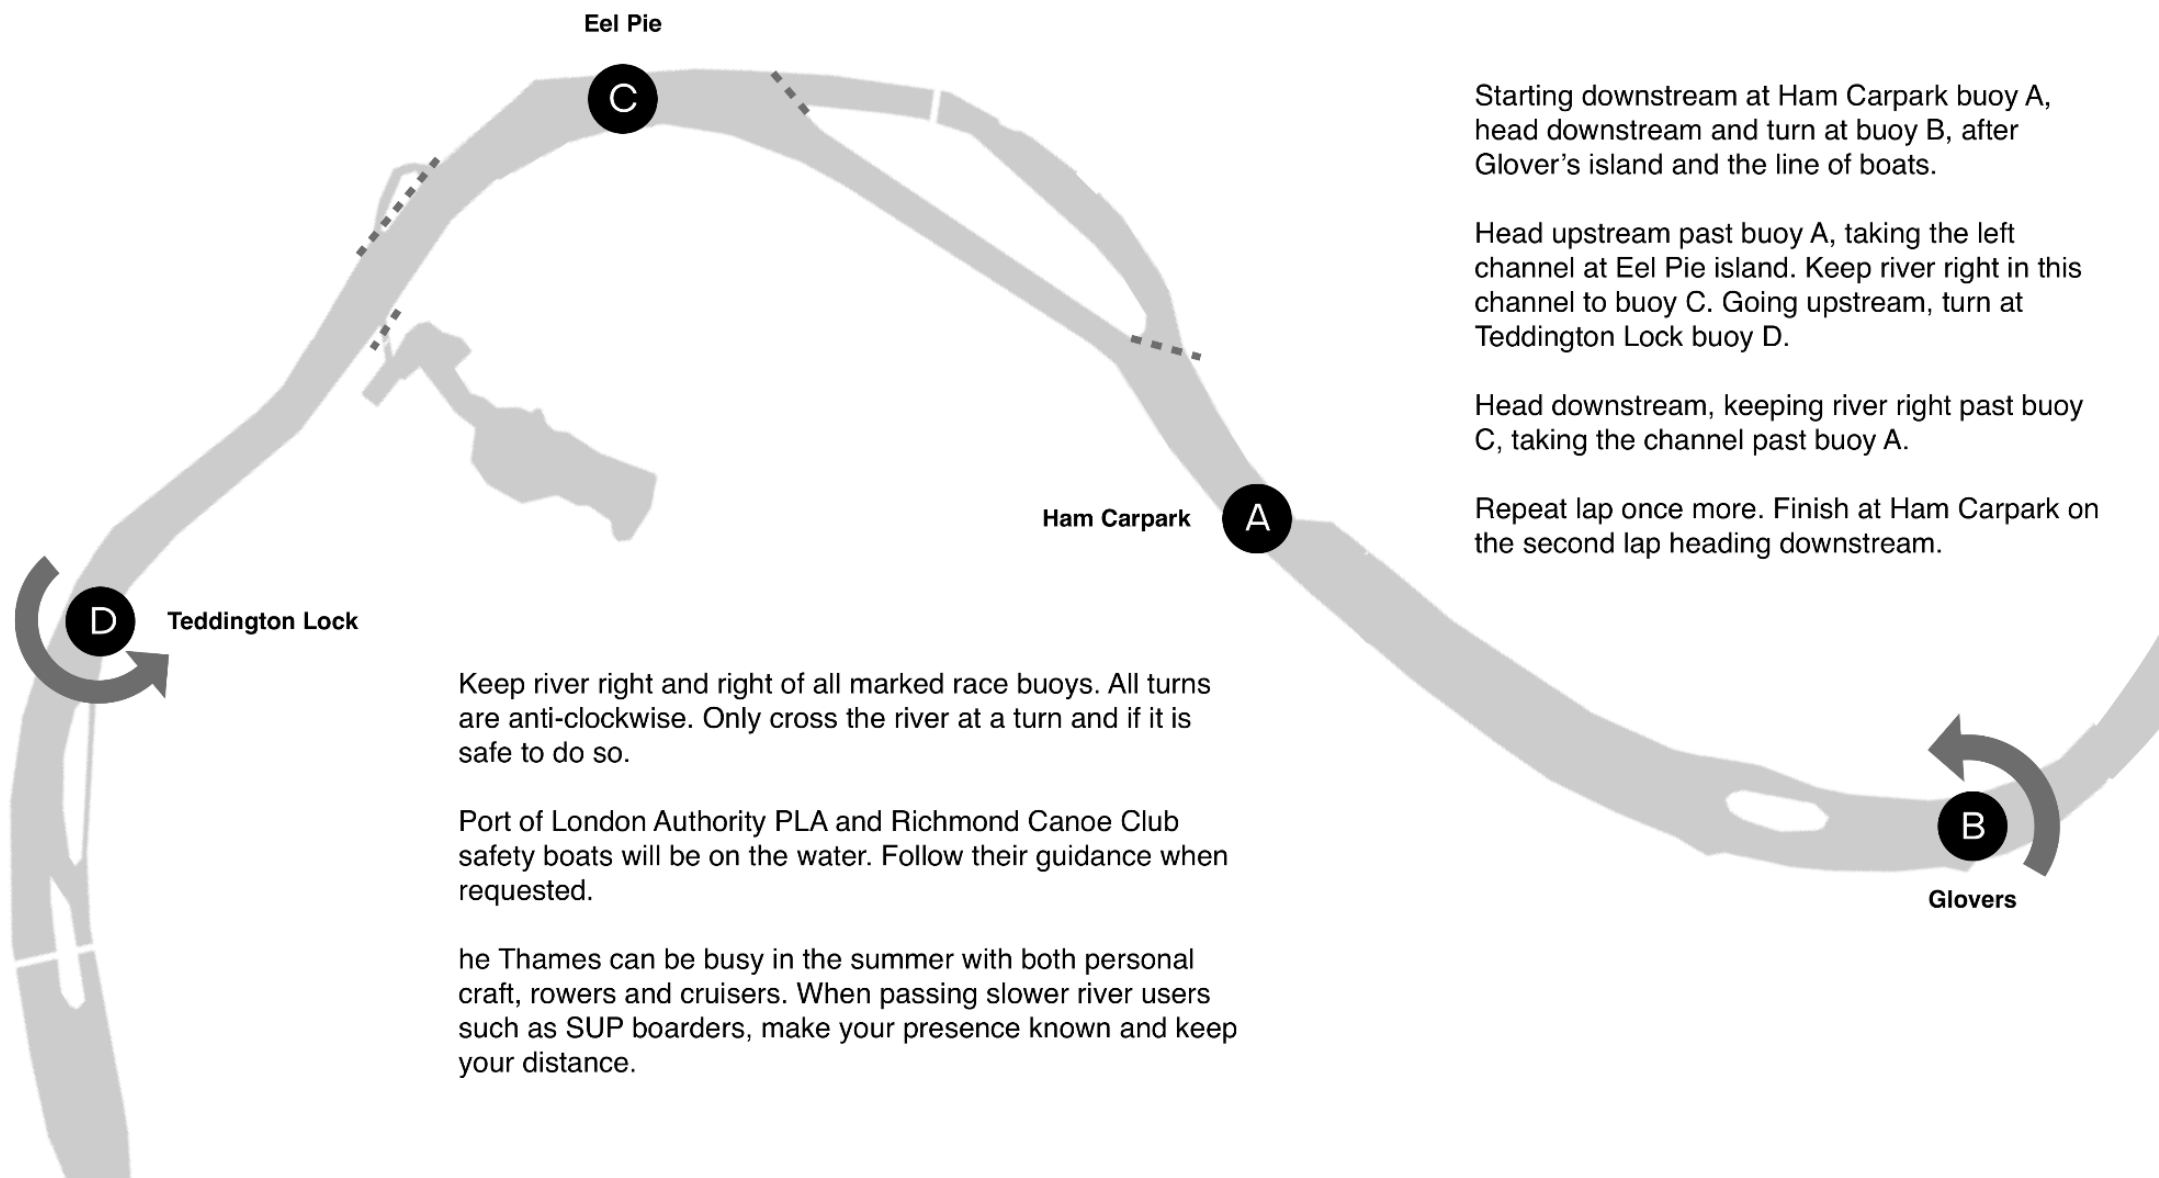 Eel Pie
C
Starting downstream at Ham Carpark buoy A,
head downstream and turn at buoy B, after
Glover’s island and the line of boats.
Head upstream past buoy A, taking the left
channel at Eel Pie island. Keep river right in this
channel to buoy C. Going upstream, turn at
Teddington Lock buoy D.
Head downstream, keeping river right past buoy
C, taking the channel past buoy A.
Repeat lap once more. Finish at Ham Carpark on
the second lap heading downstream.
Ham Carpark
A
D
Teddington Lock
Keep river right and right of all marked race buoys. All turns
are anti-clockwise. Only cross the river at a turn and if it is
safe to do so.
Port of London Authority PLA and Richmond Canoe Club
safety boats will be on the water. Follow their guidance when
requested.
he Thames can be busy in the summer with both personal
craft, rowers and cruisers. When passing slower river users
such as SUP boarders, make your presence known and keep
your distance.
B
Glovers